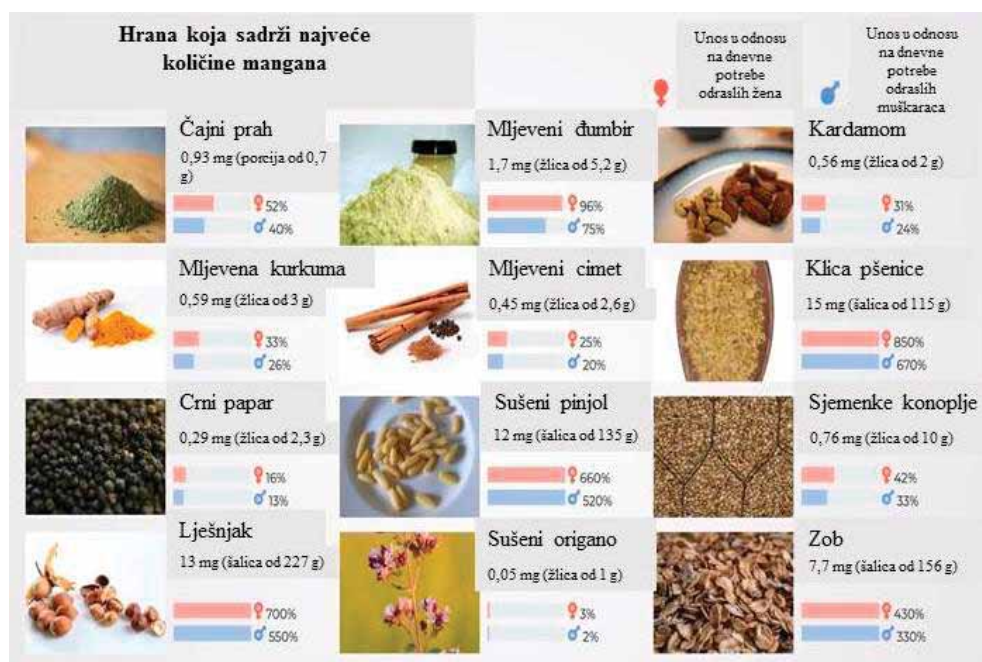 Hrana koja sadrži najveće
količine mangana
Unos u odnosu
na dnevne
potrebe
odraslih žena
Unos u odnosu
na dnevne
potrebe
odraslih
muškaraca
Čajni prah
0,93 mg (porcija od 0,7
g)
52%
40%
Mljeveni đumbir
1,7 mg (žlica od 5,2 g)
96%
75%
Kardamom
0,56 mg (žlica od 2 g)
31%
24%
Mljevena kurkuma
0,59 mg (žlica od 3 g)
33%
26%
Mljeveni cimet
0,45 mg (žlica od 2,6g)
25%
20%
Klica pšenice
15 mg (šalica od 115 g)
850%
670%
Crni papar
0,29 mg (žlica od 2,3 g)
16%
13%
Sušeni pinjol
12 mg (šalica od 135 g)
660%
520%
Sjemenke konoplje
0,76 mg (žlica od 10 g)
42%
33%
Lješnjak
13 mg (šalica od 227 g)
700%
550%
Sušeni origano
0,05 mg (žlica od 1 g)
3%
2%
Zob
7,7 mg (šalica od 156 g)
430%
330%